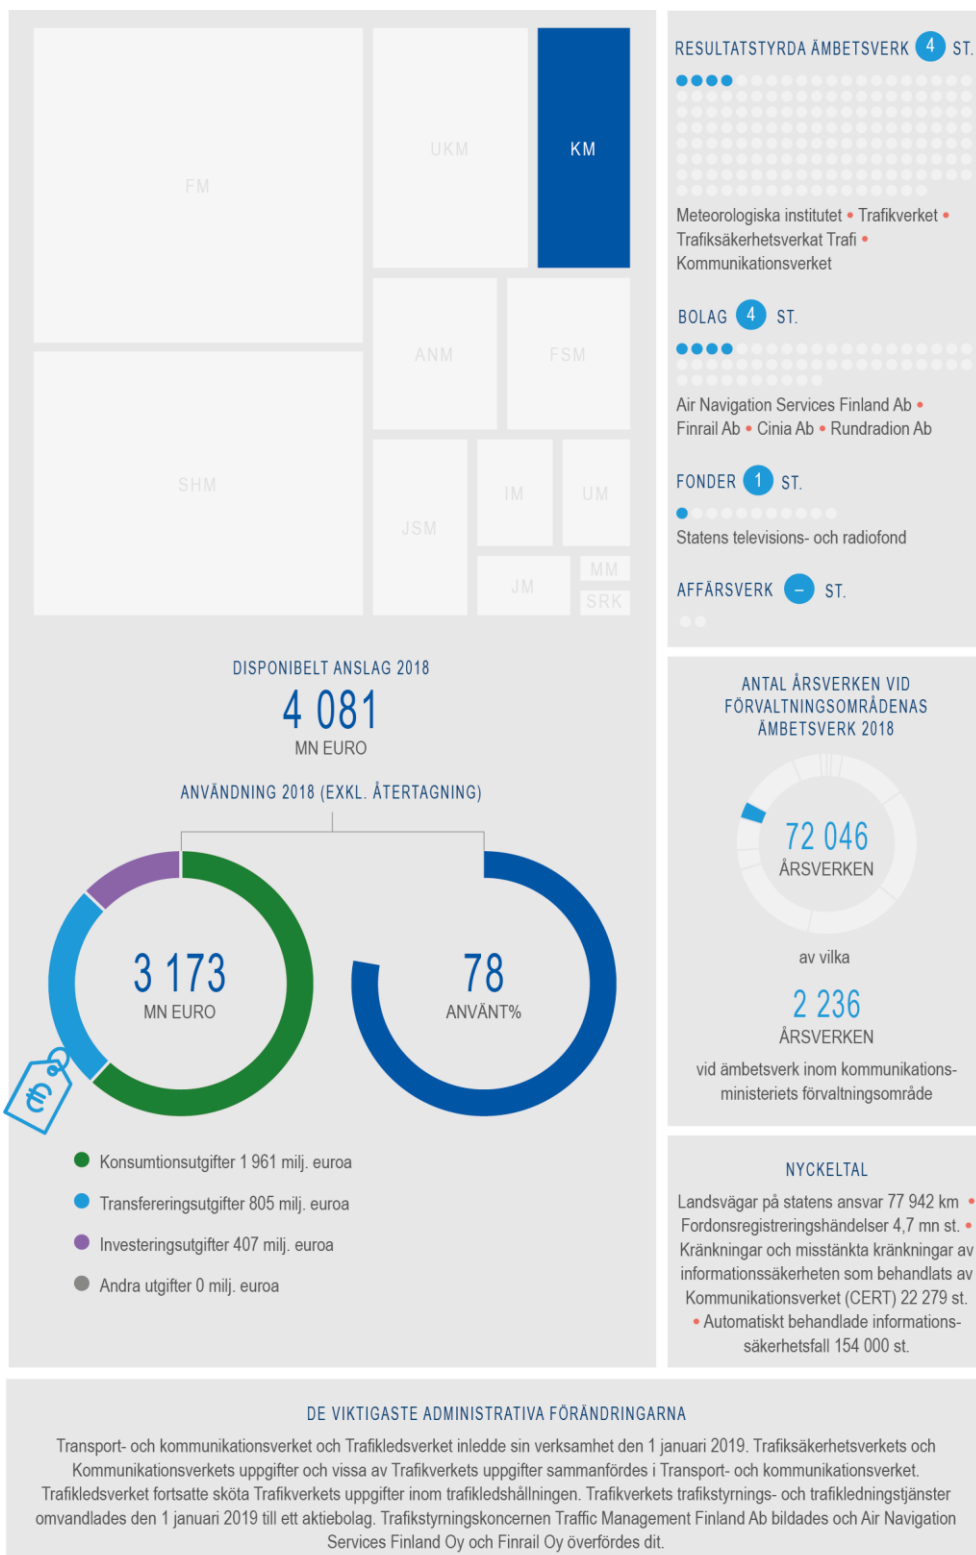 FM
UKM
KM
ANM
FSM
SHM
JSM
IM
UM
JM
MM
SRK
DISPONIBELT ANSLAG 2018
4 081
MN EURO
ANVÄNDNING 2018 (EXKL. ÅTERTAGNING)
3 173
MN EURO
78
ANVÄNT%
€
● Konsumtionsutgifter 1 961 milj. euroa
● Transfereringsutgifter 805 milj. euroa
● Investeringsutgifter 407 milj. euroa
● Andra utgifter 0 milj. euroa
RESULTATSTYRDA ÄMBETSVERK 4 ST.
Meteorologiska institutet • Trafikverket •
Trafiksäkerhetsverkat Trafi •
Kommunikationsverket
BOLAG 4 ST.
Air Navigation Services Finland Ab •
Finrail Ab • Cinia Ab • Rundradion Ab
FONDER 1 ST.
Statens televisions- och radiofond
AFFÄRSVERK – ST.
ANTAL ÅRSVERKEN VID
FÖRVALTNINGSOMRÅDENAS
ÄMBETSVERK 2018
72 046
ÅRSVERKEN
av vilka
2 236
ÅRSVERKEN
vid ämbetsverk inom kommunikations-
ministeriets förvaltningsområde
NYCKELTAL
Landsvägar på statens ansvar 77 942 km •
Fordonsregistreringshändelser 4,7 mn st. •
Kränkningar och misstänkta kränkningar av
informationssäkerheten som behandlats av
Kommunikationsverket (CERT) 22 279 st.
• Automatiskt behandlade informations-
säkerhetsfall 154 000 st.
DE VIKTIGASTE ADMINISTRATIVA FÖRÄNDRINGARNA
Transport- och kommunikationsverket och Trafikledsverket inledde sin verksamhet den 1 januari 2019. Trafiksäkerhetsverkets och
Kommunikationsverkets uppgifter och vissa av Trafikverkets uppgifter sammanfördes i Transport- och kommunikationsverket.
Trafikledsverket fortsatte sköta Trafikverkets uppgifter inom trafikledshållningen. Trafikverkets trafikstyrnings- och trafikledningstjänster
omvandlades den 1 januari 2019 till ett aktiebolag. Trafikstyrningskoncernen Traffic Management Finland Ab bildades och Air Navigation
Services Finland Oy och Finrail Oy överfördes dit.